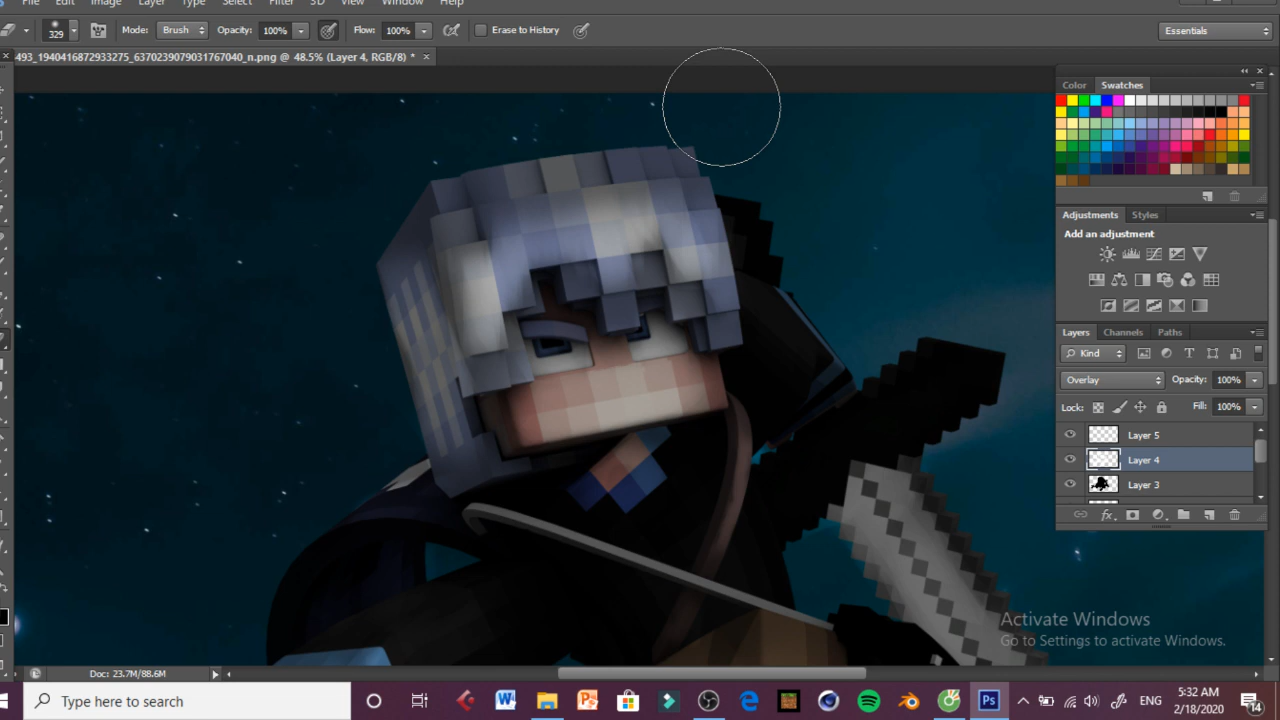 File Edit Image Layer Type Select Filter 3D View Window Help
329 Mode: Brush Opacity: 100% Flow: 100% Erase to History Essentials
493_1940416872933275_6370239079031767040_n.png @ 48.5% (Layer 4, RGB/8) * ×
Color Swatches
Adjustments Styles
Add an adjustment
Layers Channels Paths
Kind
Overlay Opacity: 100%
Lock: Fill: 100%
Layer 5
Layer 4
Layer 3
fx
Activate Windows
Go to Settings to activate Windows.
Doc: 23.7M/88.6M
Type here to search
ENG
5:32 AM
2/18/2020
14